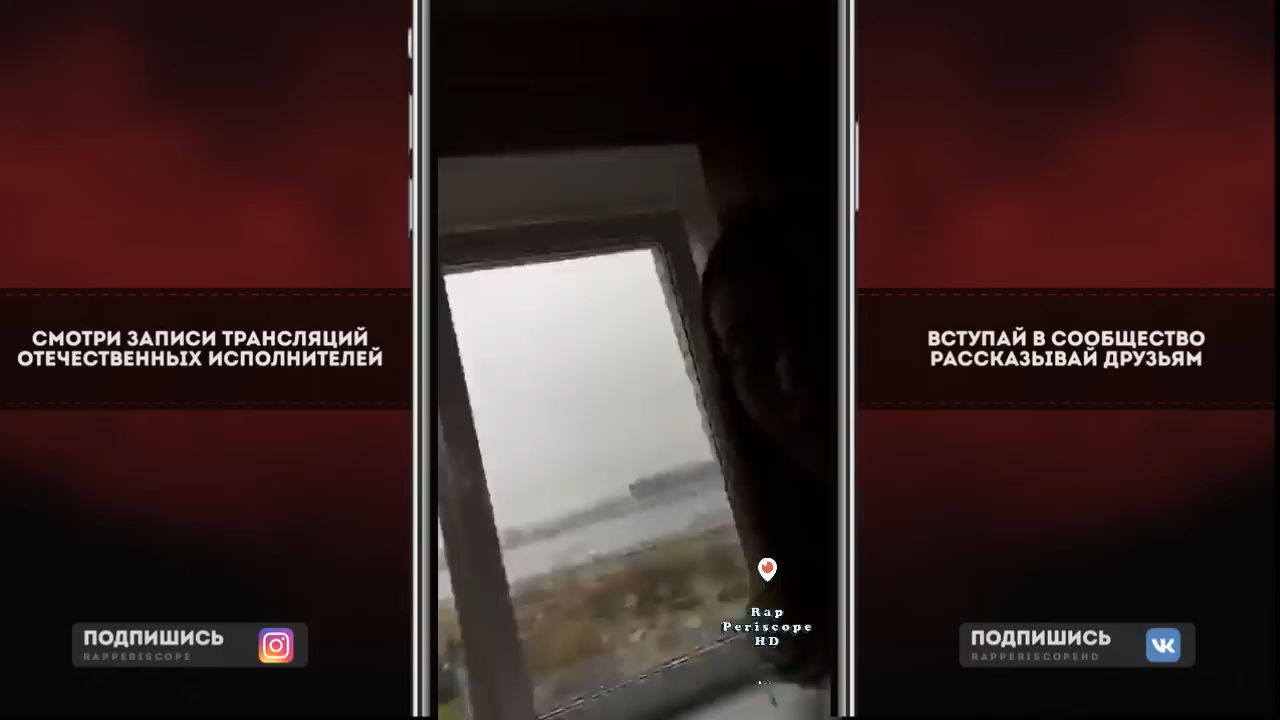 СМОТРИ ЗАПИСИ ТРАНСЛЯЦИЙ
ОТЕЧЕСТВЕННЫХ ИСПОЛНИТЕЛЕЙ
ВСТУПАЙ В СООБЩЕСТВО
РАССКАЗЫВАЙ ДРУЗЬЯМ
Rap
Periscope
HD
ПОДПИШИСЬ
RAPPERISCOPE
ПОДПИШИСЬ
RAPPERISCOPEHD